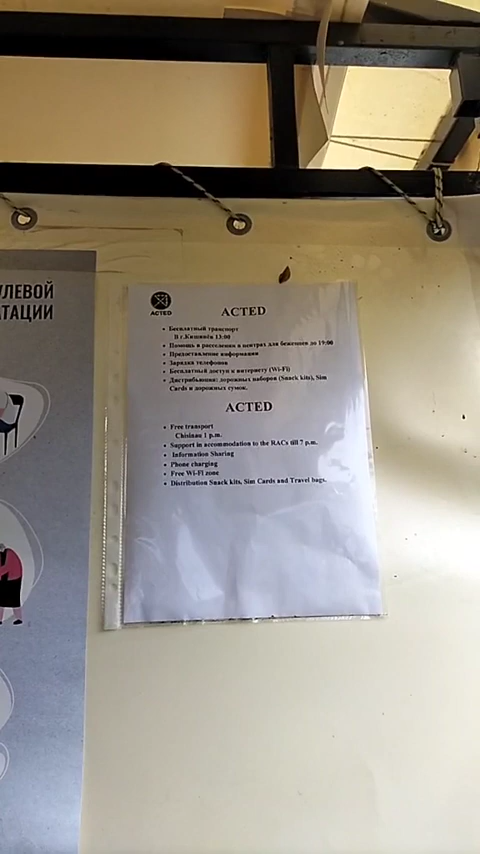 УЛЕВОЙ
АТАЦИИ
ACTED
ACTED
Бесплатный транспорт
В г.Кишинёв 13:00
Помощь в расселении в центрах для беженцев до 19:00
Предоставление информации
Зарядка телефонов
Бесплатный доступ к интернету (Wi-Fi)
Дистрибьюция: дорожных наборов (Snack kits), Sim
Cards и дорожных сумок.
ACTED
Free transport
Chisinau 1 p.m.
Support in accommodation to the RACs till 7 p.m.
Information Sharing
Phone charging
Free Wi-Fi zone
Distribution Snack kits, Sim Cards and Travel bags.